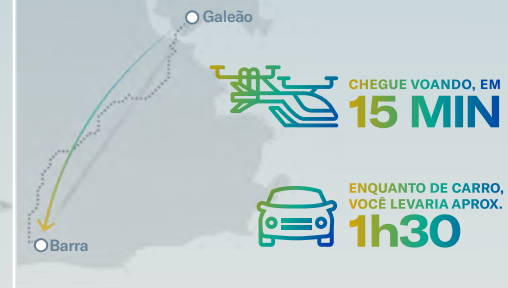 Galeão
CHEGUE VOANDO, EM
15 MIN
ENQUANTO DE CARRO,
VOCÊ LEVARIA APROX.
1h30
Barra